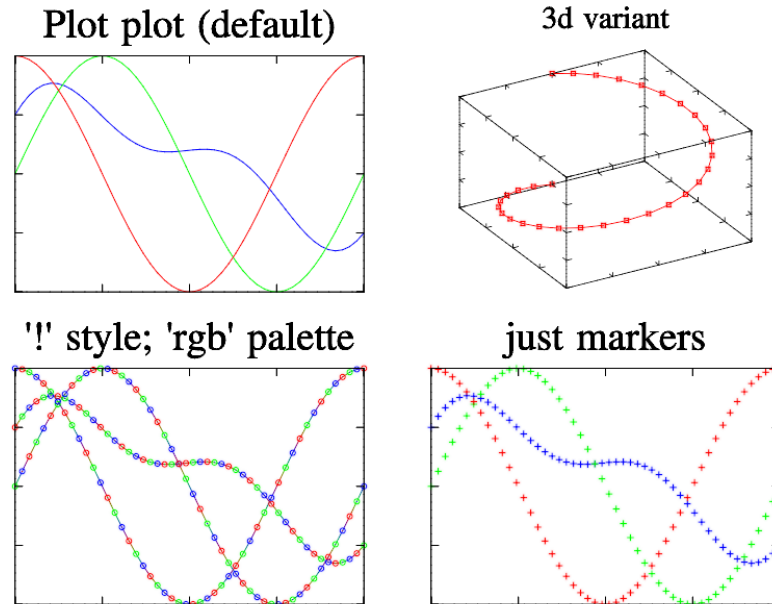 Plot plot (default)
3d variant
'!' style; 'rgb' palette
just markers